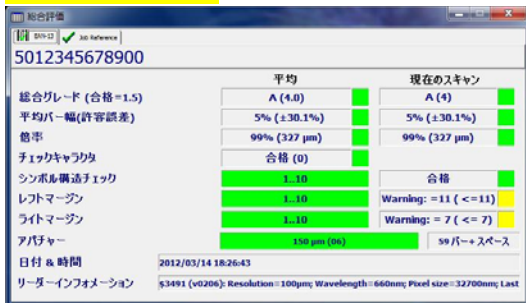 総合評価
EAN-13 Job Reference
5012345678900
平均 現在のスキャン
総合グレード (合格=1.5) A (4.0) A (4)
平均バー幅(許容誤差) 5% (±30.1%) 5% (±30.1%)
倍率 99% (327 µm) 99% (327 µm)
チェックキャラクタ 合格 (0)
シンボル構造チェック 1..10 合格
レフトマージン 1..10 Warning: =11 ( <=11)
ライトマージン 1..10 Warning: = 7 ( <= 7)
アパチャー 150 µm (06) 59 バー+スペース
日付 & 時間 2012/03/14 18:26:43
リーダーインフォメーション $3491 (v0206): Resolution=100µm; Wavelength=660nm; Pixel size=32700nm; Last